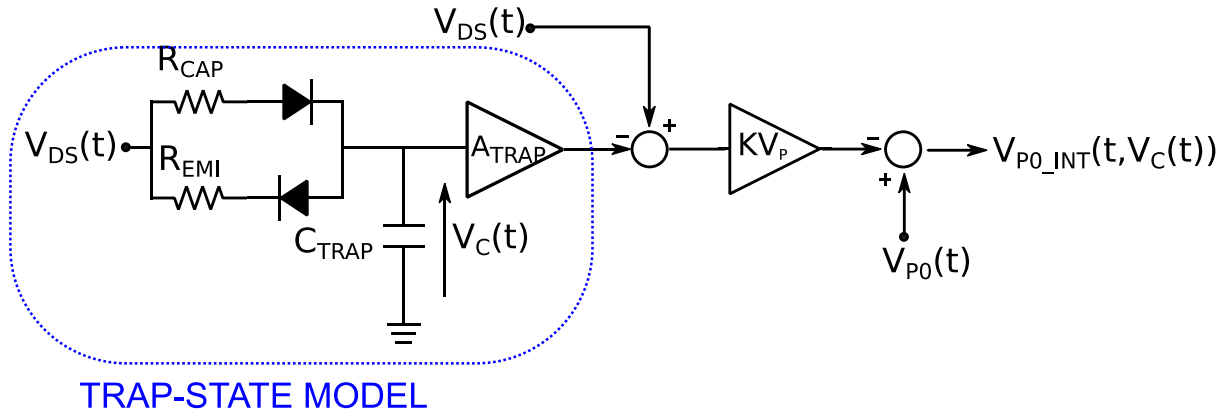 V_DS(t)
R_CAP
V_DS(t)
R_EMI
A_TRAP
-
+
KV_P
-
+
V_P0_INT(t,V_C(t))
C_TRAP
V_C(t)
V_P0(t)
TRAP-STATE MODEL